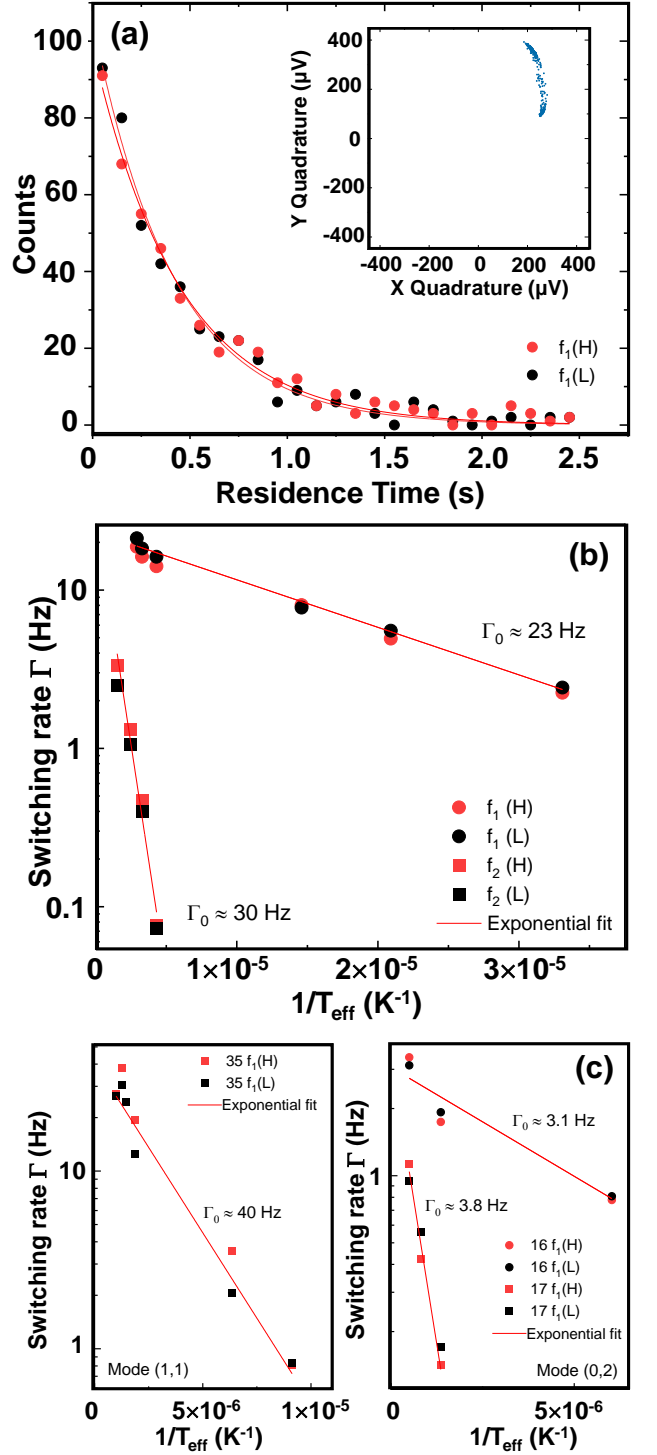 (a)
100
80
60
40
20
0
Counts
0
0.5
1.0
1.5
2.0
2.5
Residence Time (s)
400
200
0
-200
-400
Y Quadrature (µV)
-400
-200
0
200
400
X Quadrature (µV)
f₁(H)
f₁(L)
(b)
10
1
0.1
Switching rate Γ (Hz)
Γ₀ ≈ 23 Hz
Γ₀ ≈ 30 Hz
f₁ (H)
f₁ (L)
f₂ (H)
f₂ (L)
Exponential fit
0
1×10⁻⁵
2×10⁻⁵
3×10⁻⁵
1/T_eff (K⁻¹)
35 f₁(H)
35 f₁(L)
Exponential fit
10
1
Switching rate Γ (Hz)
Γ₀ ≈ 40 Hz
Mode (1,1)
0
5×10⁻⁶
1×10⁻⁵
1/T_eff (K⁻¹)
(c)
1
Switching rate Γ (Hz)
Γ₀ ≈ 3.1 Hz
Γ₀ ≈ 3.8 Hz
16 f₁(H)
16 f₁(L)
17 f₁(H)
17 f₁(L)
Exponential fit
Mode (0,2)
0
5×10⁻⁶
1/T_eff (K⁻¹)